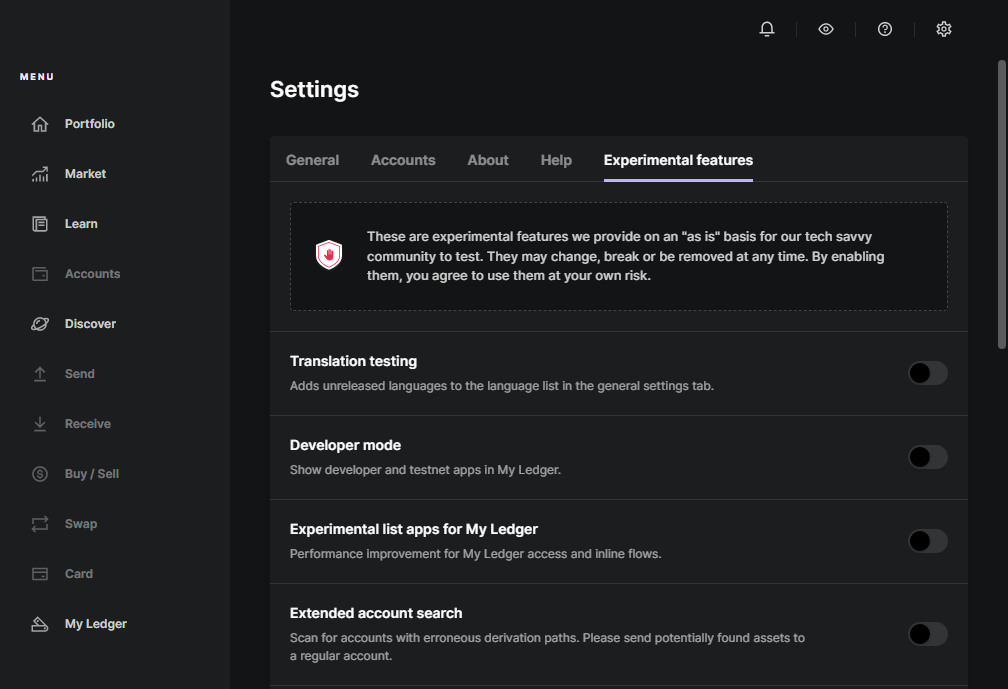 MENU
Portfolio
Market
Learn
Accounts
Discover
Send
Receive
Buy / Sell
Swap
Card
My Ledger
Settings
General
Accounts
About
Help
Experimental features
These are experimental features we provide on an "as is" basis for our tech savvy
community to test. They may change, break or be removed at any time. By enabling
them, you agree to use them at your own risk.
Translation testing
Adds unreleased languages to the language list in the general settings tab.
Developer mode
Show developer and testnet apps in My Ledger.
Experimental list apps for My Ledger
Performance improvement for My Ledger access and inline flows.
Extended account search
Scan for accounts with erroneous derivation paths. Please send potentially found assets to
a regular account.